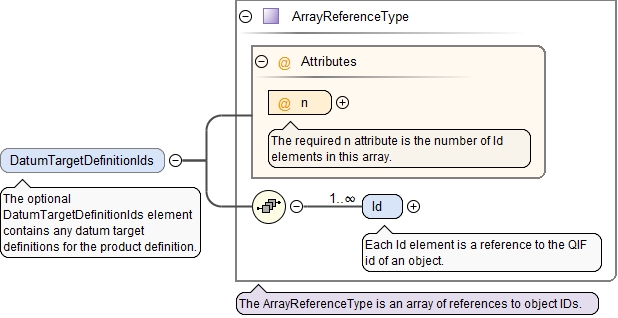 ArrayReferenceType
@ Attributes
@ n
The required n attribute is the number of Id
elements in this array.
DatumTargetDefinitionIds
The optional
DatumTargetDefinitionIds element
contains any datum target
definitions for the product definition.
1..∞
Id
Each Id element is a reference to the QIF
id of an object.
The ArrayReferenceType is an array of references to object IDs.